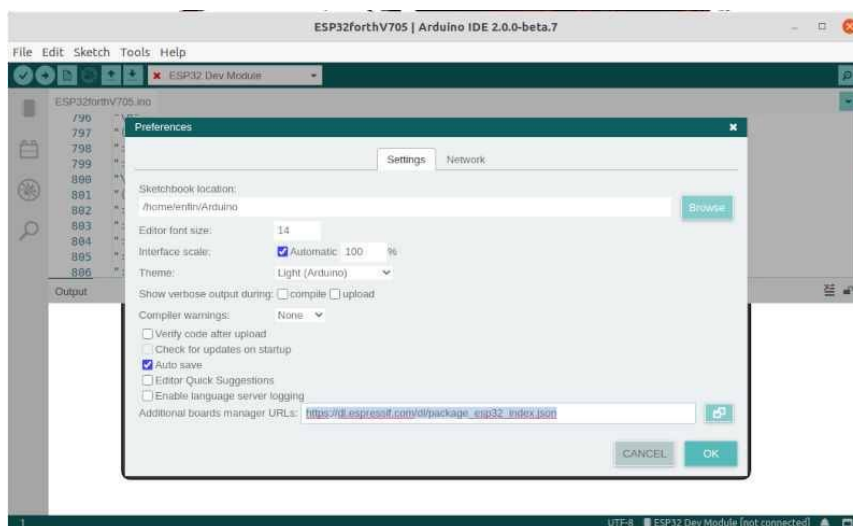 ESP32forthV705 | Arduino IDE 2.0.0-beta.7
File Edit Sketch Tools Help
ESP32 Dev Module
ESP32forthV705.ino
796
797
798
799
800
801
802
803
804
805
806
Preferences
Settings Network
Sketchbook location:
/home/enfin/Arduino
Browse
Editor font size: 14
Interface scale: Automatic 100 %
Theme: Light (Arduino)
Show verbose output during: compile upload
Compiler warnings: None
Verify code after upload
Check for updates on startup
Auto save
Editor Quick Suggestions
Enable language server logging
Additional boards manager URLs: https://dl.espressif.com/dl/package_esp32_index.json
CANCEL OK
Output
1 UTF-8 ESP32 Dev Module [not connected]